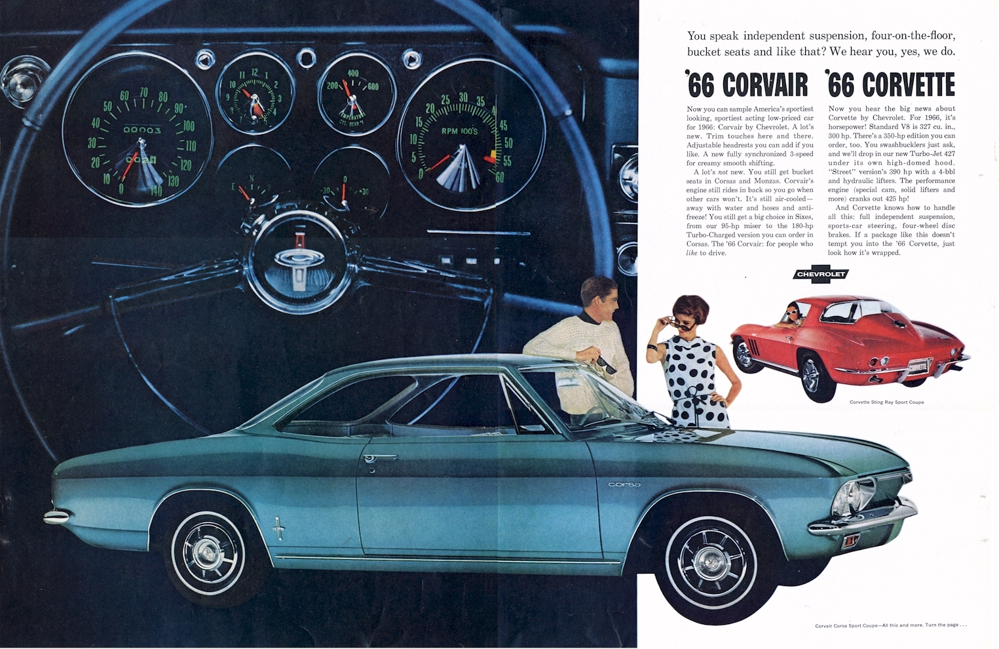 You speak independent suspension, four-on-the-floor,
bucket seats and like that? We hear you, yes, we do.
'66 CORVAIR
Now you can sample America's sportiest
looking, sportiest acting low-priced car
for 1966: Corvair by Chevrolet. A lot's
new. Trim touches here and there.
Adjustable headrests you can add if you
like. A new fully synchronized 3-speed
for creamy smooth shifting.
A lot's not new. You still get bucket
seats in Corsas and Monzas. Corvair's
engine still rides in back so you go when
other cars won't. It's still air-cooled—
away with water and hoses and anti-
freeze! You still get a big choice in Sixes,
from our 95-hp miser to the 180-hp
Turbo-Charged version you can order in
Corsas. The '66 Corvair: for people who
like to drive.
'66 CORVETTE
Now you hear the big news about
Corvette by Chevrolet. For 1966, it's
horsepower! Standard V8 is 327 cu. in.,
300 hp. There's a 350-hp edition you can
order, too. You swashbucklers just ask,
and we'll drop in our new Turbo-Jet 427
under its own high-domed hood.
"Street" version's 390 hp with a 4-bbl
and hydraulic lifters. The performance
engine (special cam, solid lifters and
more) cranks out 425 hp!
And Corvette knows how to handle
all this: full independent suspension,
sports-car steering, four-wheel disc
brakes. If a package like this doesn't
tempt you into the '66 Corvette, just
look how it's wrapped.
CHEVROLET
CORVETTE
Corvette Sting Ray Sport Coupe
corsa
Corvair Corsa Sport Coupe—All this and more. Turn the page . . .
0 10 20 30 40 50 60 70 80 90 100 110 120 130 140
00003
11 12 1 2 3 4 5 8 9 10
200 400 600
TEMPERATURE
CYL. HEAD °F
0 5 10 15 20 25 30 35 45 50 55 60
RPM 100'S
E ½
-30 0 +30